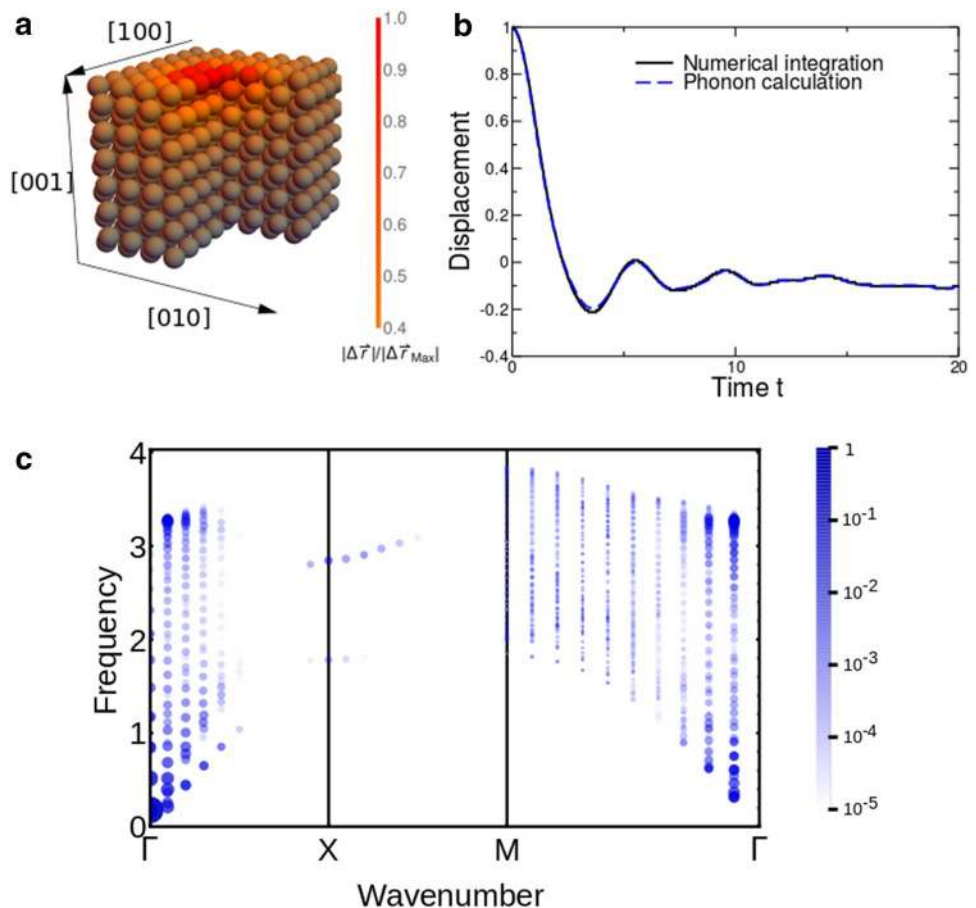 a
[100]
[001]
[010]
1.0
0.9
0.8
0.7
0.6
0.5
0.4
|Δr⃗|/|Δr⃗Max|
b
Numerical integration
Phonon calculation
1
0.8
0.6
0.4
0.2
0
-0.2
-0.4
Displacement
0
10
20
Time t
c
4
3
2
1
0
Frequency
Γ
X
M
Γ
Wavenumber
1
10-1
10-2
10-3
10-4
10-5